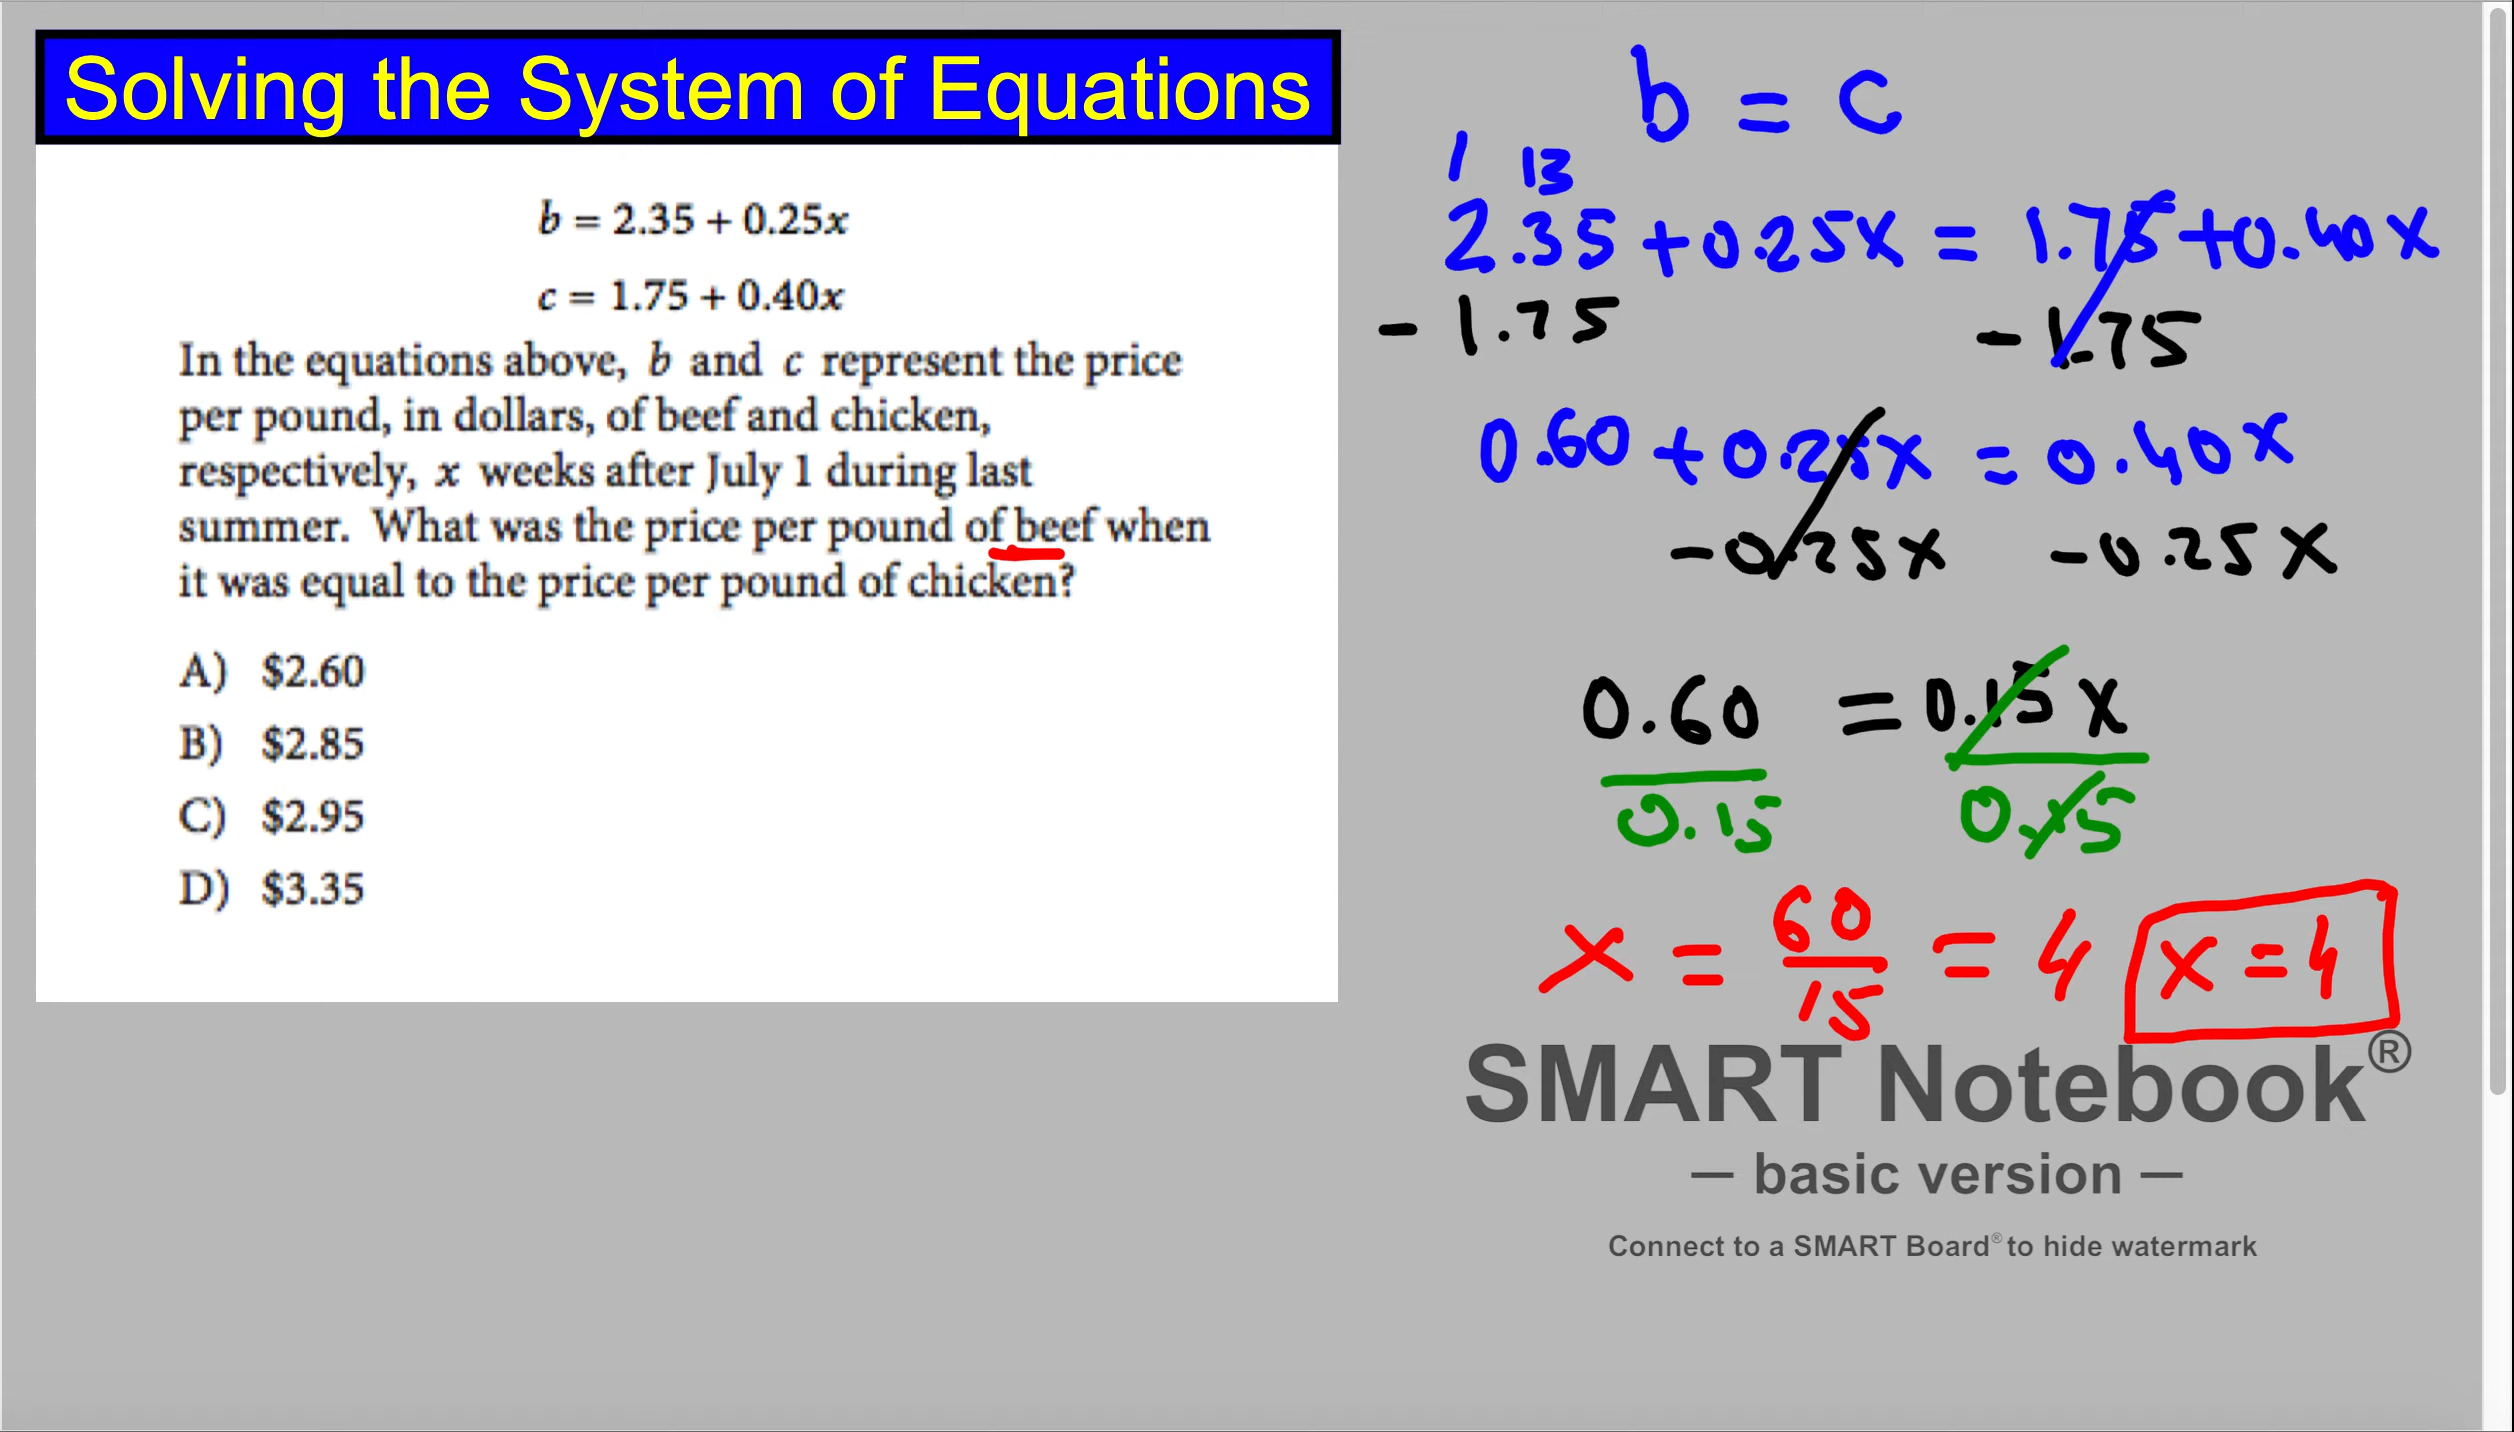 Solving the System of Equations
b = 2.35 + 0.25x
c = 1.75 + 0.40x
In the equations above, b and c represent the price
per pound, in dollars, of beef and chicken,
respectively, x weeks after July 1 during last
summer. What was the price per pound of beef when
it was equal to the price per pound of chicken?
A) $2.60
B) $2.85
C) $2.95
D) $3.35
b = c
1 13
2.35 + 0.25x = 1.75 + 0.40x
- 1.75 - 1.75
0.60 + 0.25x = 0.40x
- 0.25x - 0.25x
0.60 = 0.15x
0.15 0.15
x = 60/15 = 4 x = 4
SMART Notebook®
— basic version —
Connect to a SMART Board® to hide watermark